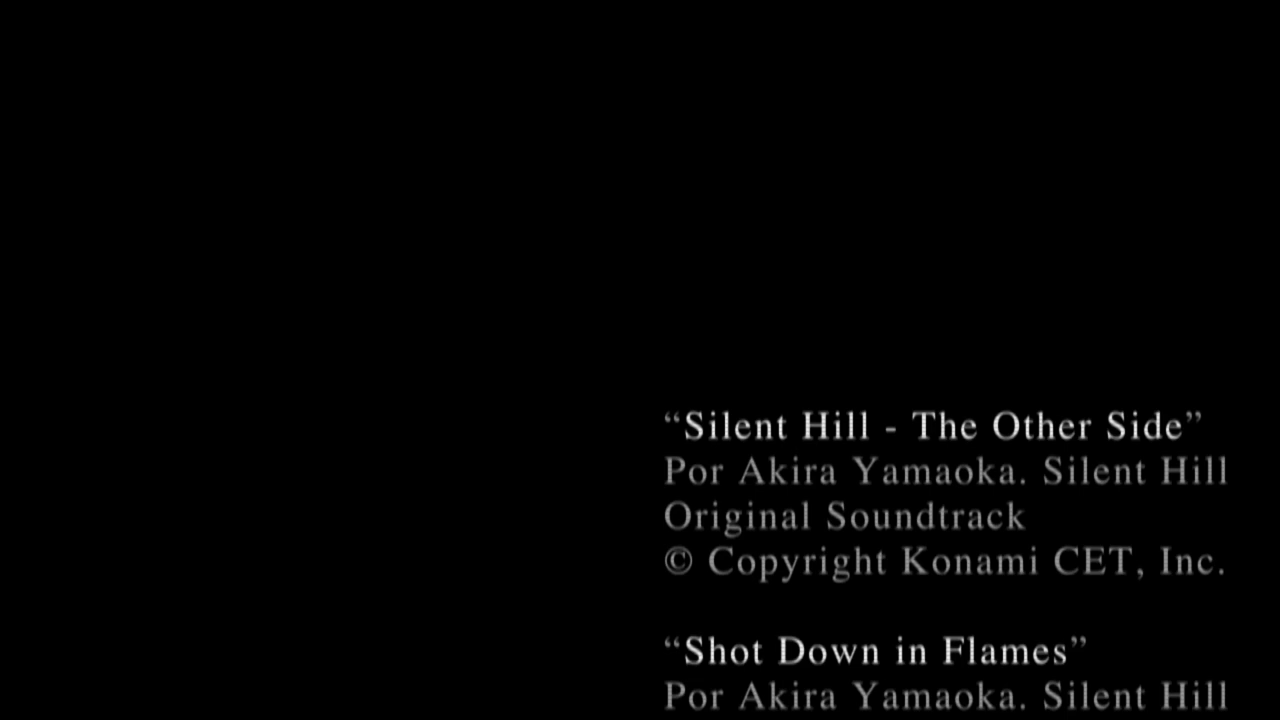 “Silent Hill - The Other Side”
Por Akira Yamaoka. Silent Hill
Original Soundtrack
© Copyright Konami CET, Inc.
“Shot Down in Flames”
Por Akira Yamaoka. Silent Hill